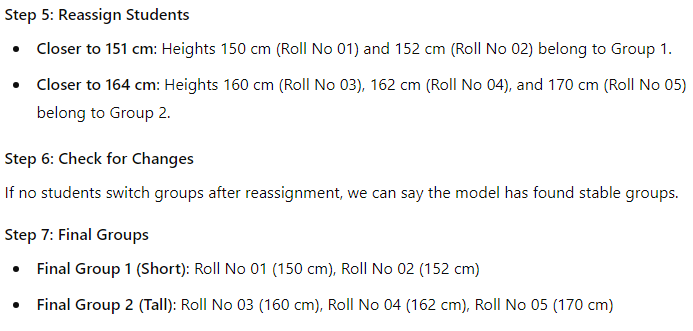 Step 5: Reassign Students
• Closer to 151 cm: Heights 150 cm (Roll No 01) and 152 cm (Roll No 02) belong to Group 1.
• Closer to 164 cm: Heights 160 cm (Roll No 03), 162 cm (Roll No 04), and 170 cm (Roll No 05)
belong to Group 2.
Step 6: Check for Changes
If no students switch groups after reassignment, we can say the model has found stable groups.
Step 7: Final Groups
• Final Group 1 (Short): Roll No 01 (150 cm), Roll No 02 (152 cm)
• Final Group 2 (Tall): Roll No 03 (160 cm), Roll No 04 (162 cm), Roll No 05 (170 cm)